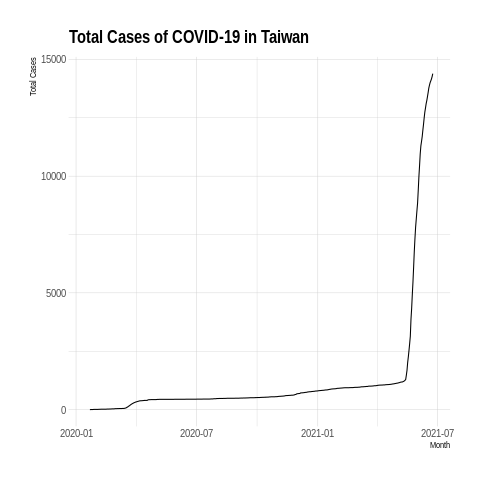 Total Cases of COVID-19 in Taiwan
Total Cases
15000
10000
5000
0
2020-01 2020-07 2021-01 2021-07
Month